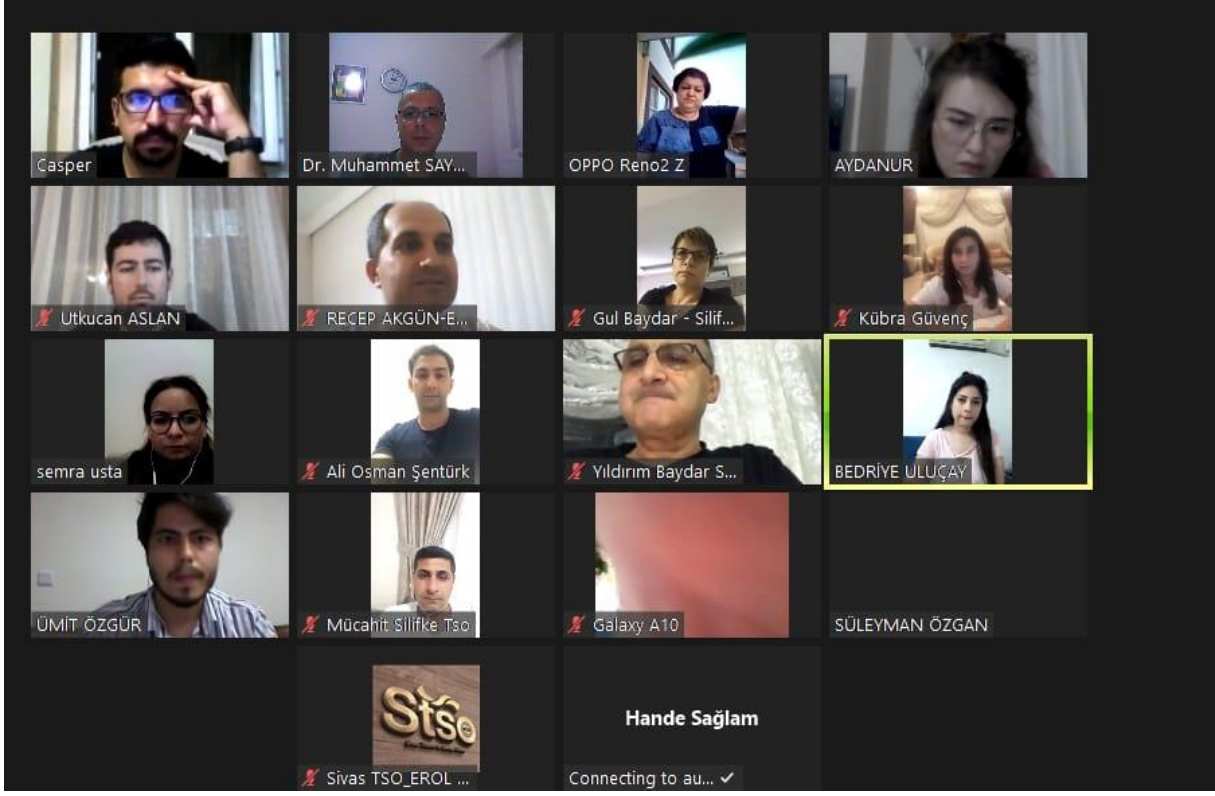 Casper
Dr. Muhammet SAY...
OPPO Reno2 Z
AYDANUR
Utkucan ASLAN
RECEP AKGÜN-E...
Gul Baydar - Silif...
Kübra Güvenç
semra usta
Ali Osman Şentürk
Yıldırım Baydar S...
BEDRİYE ULUÇAY
ÜMİT ÖZGÜR
Mücahit Silifke Tso
Galaxy A10
SÜLEYMAN ÖZGAN
Stso
Sivas TSO_EROL ...
Hande Sağlam
Connecting to au...